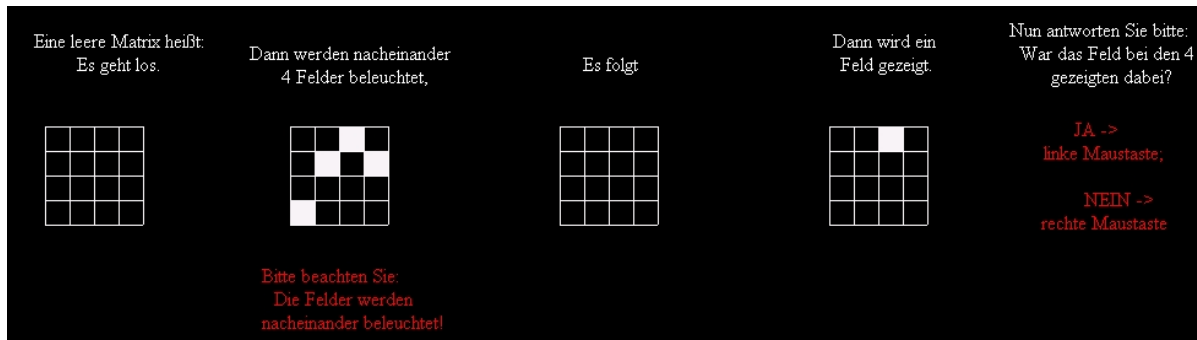 Eine leere Matrix heißt:
Es geht los.
Dann werden nacheinander
4 Felder beleuchtet,
Es folgt
Dann wird ein
Feld gezeigt.
Nun antworten Sie bitte:
War das Feld bei den 4
gezeigten dabei?
JA ->
linke Maustaste;
NEIN ->
rechte Maustaste
Bitte beachten Sie:
Die Felder werden
nacheinander beleuchtet!